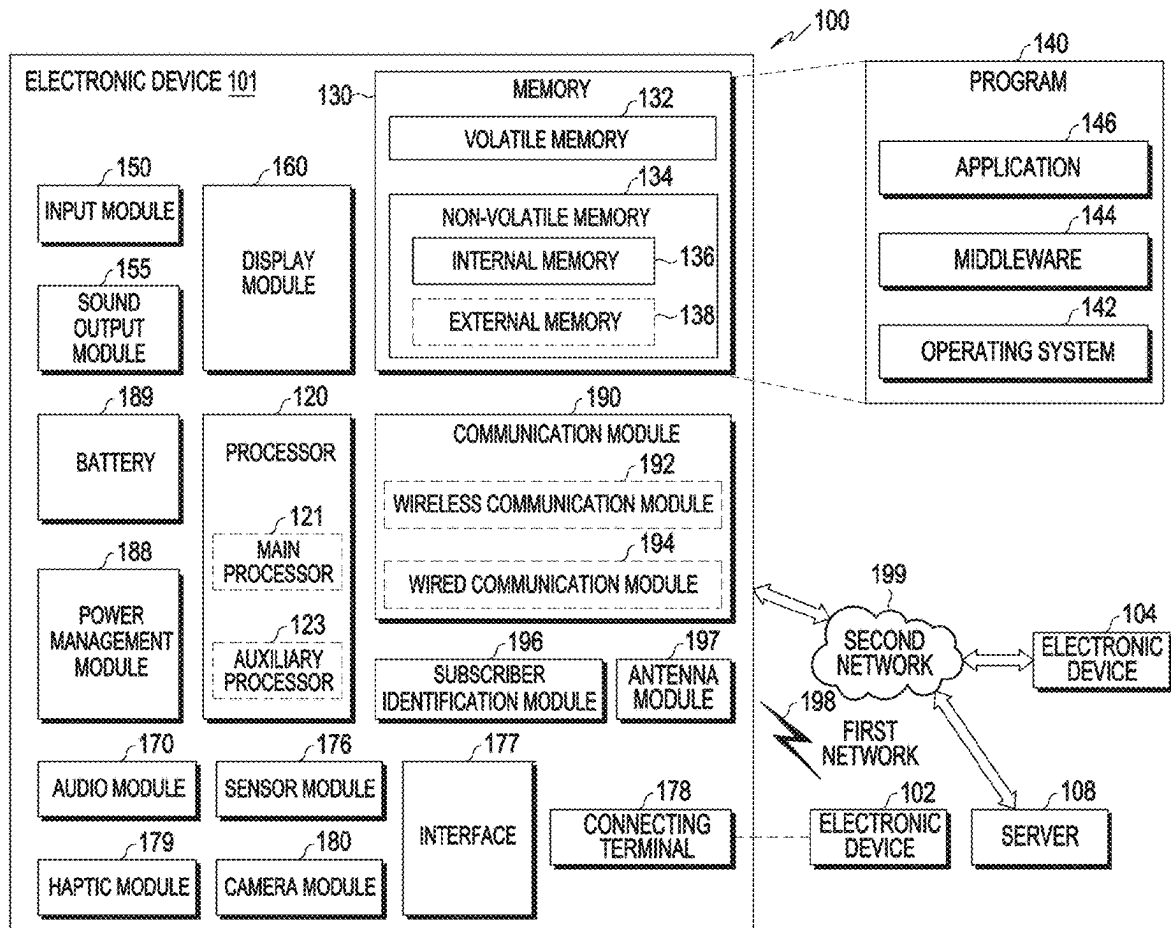 100
ELECTRONIC DEVICE 101
130
MEMORY
132
VOLATILE MEMORY
134
NON-VOLATILE MEMORY
INTERNAL MEMORY
136
EXTERNAL MEMORY
138
140
PROGRAM
146
APPLICATION
144
MIDDLEWARE
142
OPERATING SYSTEM
150
INPUT MODULE
160
DISPLAY
MODULE
155
SOUND
OUTPUT
MODULE
189
BATTERY
120
PROCESSOR
121
MAIN
PROCESSOR
123
AUXILIARY
PROCESSOR
190
COMMUNICATION MODULE
192
WIRELESS COMMUNICATION MODULE
194
WIRED COMMUNICATION MODULE
188
POWER
MANAGEMENT
MODULE
196
SUBSCRIBER
IDENTIFICATION MODULE
197
ANTENNA
MODULE
199
SECOND
NETWORK
104
ELECTRONIC
DEVICE
198
FIRST
NETWORK
170
AUDIO MODULE
176
SENSOR MODULE
177
INTERFACE
178
CONNECTING
TERMINAL
102
ELECTRONIC
DEVICE
108
SERVER
179
HAPTIC MODULE
180
CAMERA MODULE